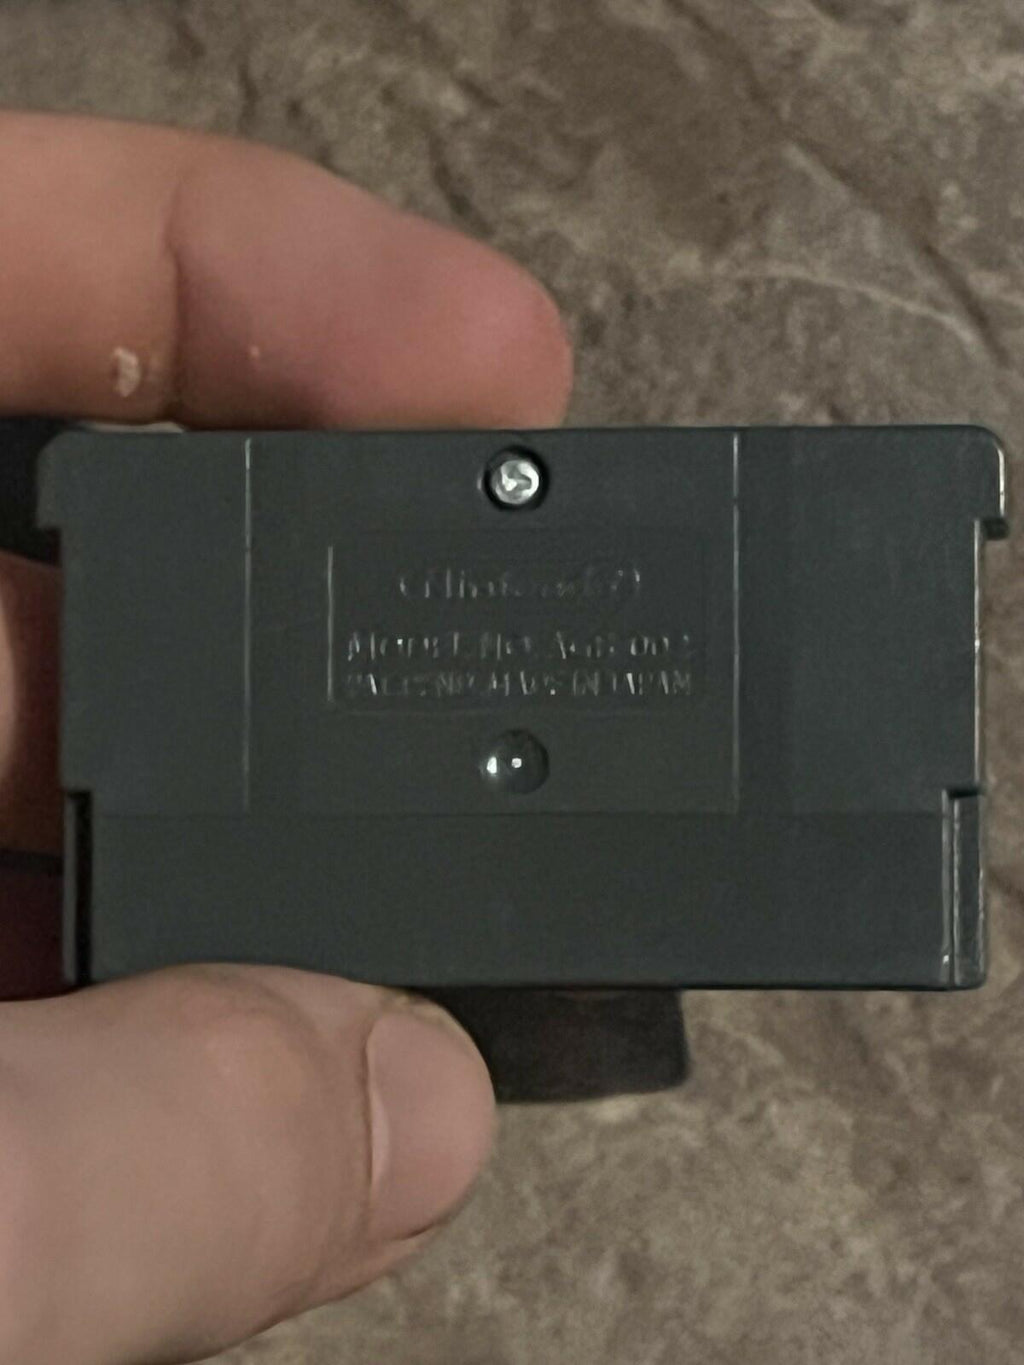 Nintendo
MODEL NO. AGB-002
PAT.PEND. MADE IN JAPAN